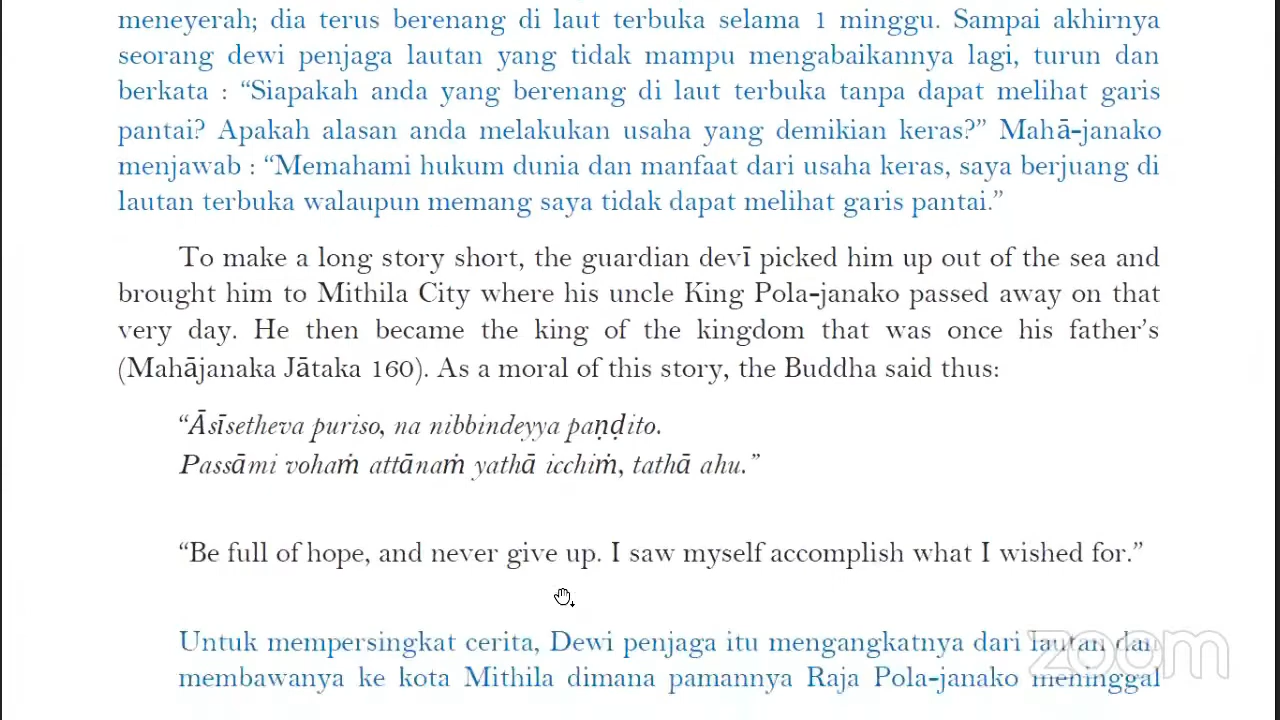 meneyerah; dia terus berenang di laut terbuka selama 1 minggu. Sampai akhirnya
seorang dewi penjaga lautan yang tidak mampu mengabaikannya lagi, turun dan
berkata : “Siapakah anda yang berenang di laut terbuka tanpa dapat melihat garis
pantai? Apakah alasan anda melakukan usaha yang demikian keras?” Mahā-janako
menjawab : “Memahami hukum dunia dan manfaat dari usaha keras, saya berjuang di
lautan terbuka walaupun memang saya tidak dapat melihat garis pantai.”
To make a long story short, the guardian devī picked him up out of the sea and
brought him to Mithila City where his uncle King Pola-janako passed away on that
very day. He then became the king of the kingdom that was once his father’s
(Mahājanaka Jātaka 160). As a moral of this story, the Buddha said thus:
“Āsīsetheva puriso, na nibbindeyya paṇḍito.
Passāmi vohaṁ attānaṁ yathā icchiṁ, tathā ahu.”
“Be full of hope, and never give up. I saw myself accomplish what I wished for.”
Untuk mempersingkat cerita, Dewi penjaga itu mengangkatnya dari lautan dan
membawanya ke kota Mithila dimana pamannya Raja Pola-janako meninggal
zoom